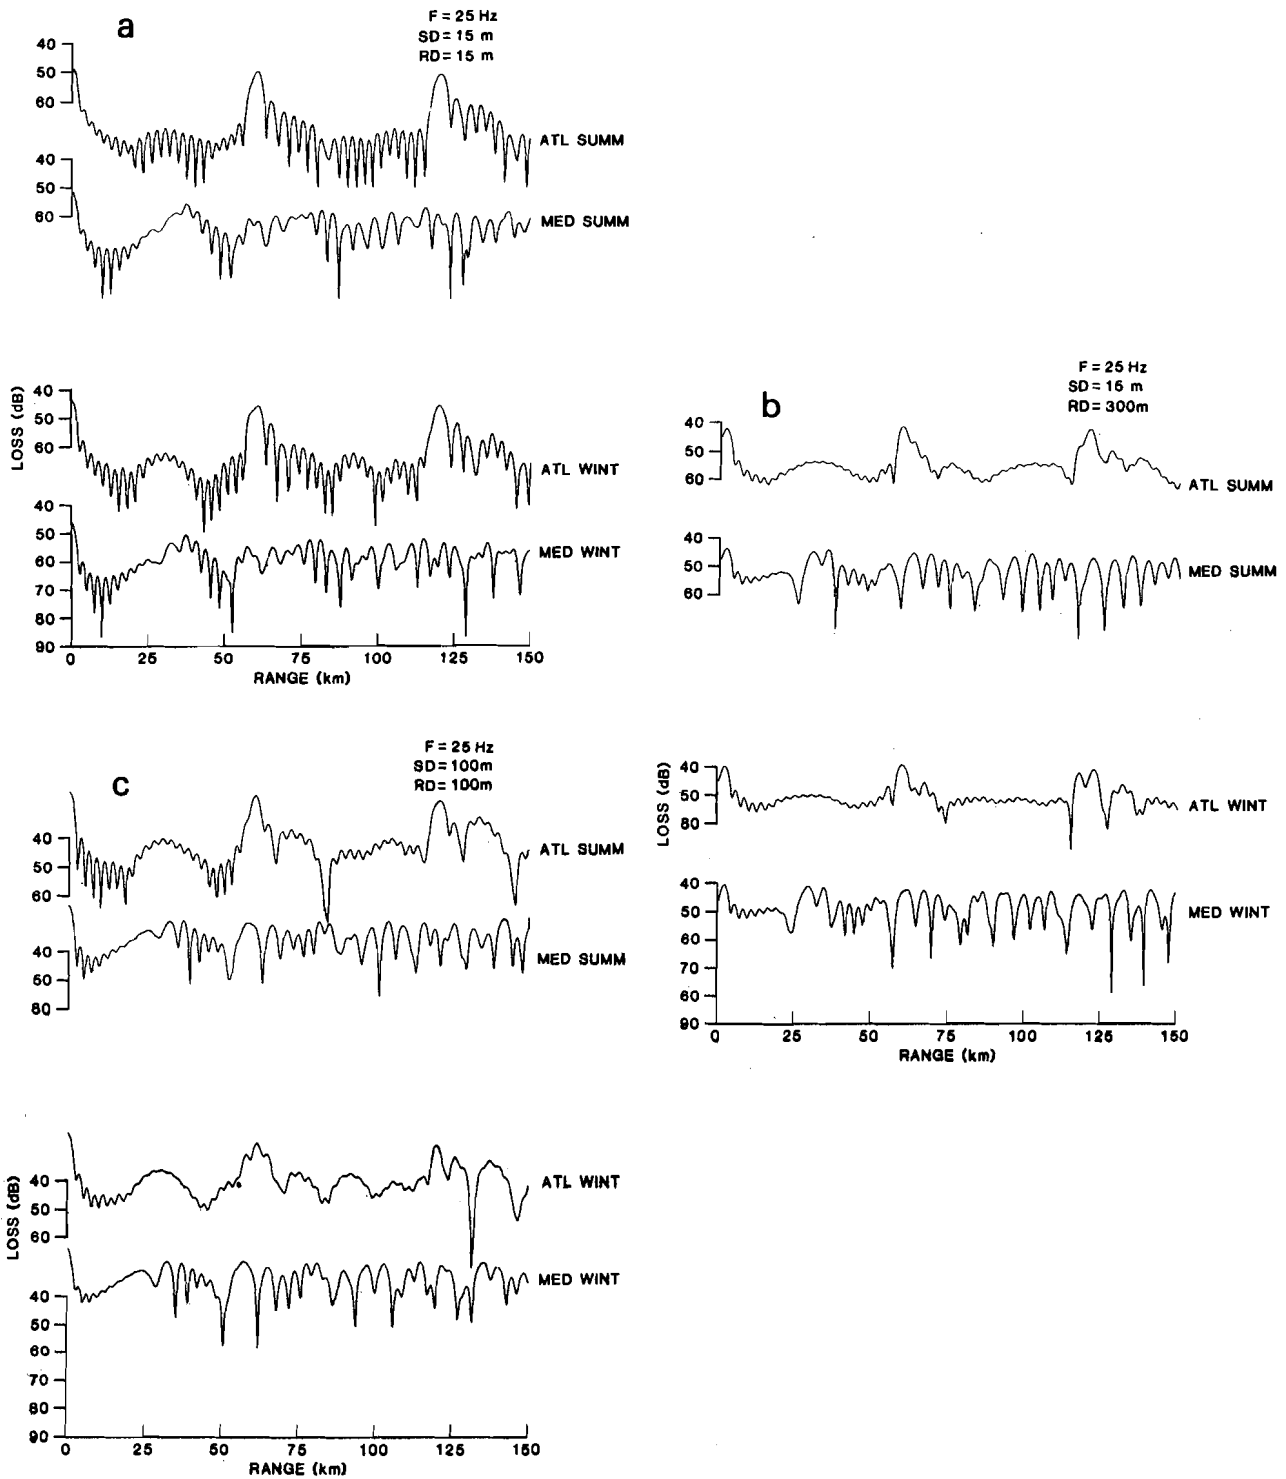 a
F = 25 Hz
SD = 15 m
RD = 15 m
40
50
60
ATL SUMM
40
50
60
MED SUMM
LOSS (dB)
40
50
60
ATL WINT
40
50
60
70
80
90
MED WINT
0 25 50 75 100 125 150
RANGE (km)
b
F = 25 Hz
SD = 15 m
RD = 300m
40
50
60
ATL SUMM
40
50
60
MED SUMM
LOSS (dB)
40
50
80
ATL WINT
40
50
60
70
60
90
MED WINT
0 25 50 75 100 125 150
RANGE (km)
c
F = 25 Hz
SD = 100m
RD = 100m
40
50
60
ATL SUMM
40
60
80
MED SUMM
LOSS (dB)
40
50
60
ATL WINT
40
50
60
70
80
90
MED WINT
0 25 50 75 100 125 150
RANGE (km)